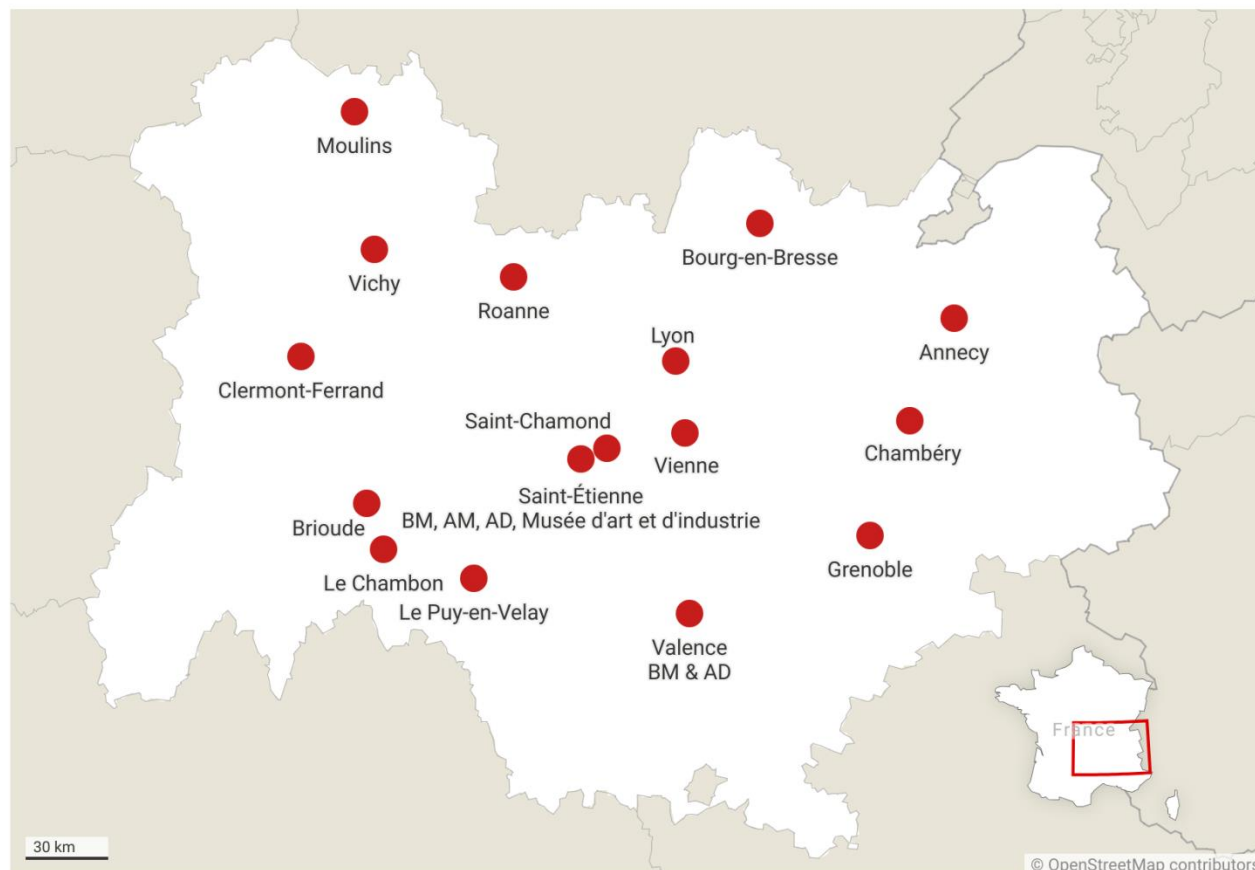 Moulins
Bourg-en-Bresse
Vichy
Roanne
Annecy
Lyon
Clermont-Ferrand
Saint-Chamond
Chambéry
Vienne
Saint-Étienne
BM, AM, AD, Musée d'art et d'industrie
Brioude
Grenoble
Le Chambon
Le Puy-en-Velay
Valence
BM & AD
France
30 km
© OpenStreetMap contributors